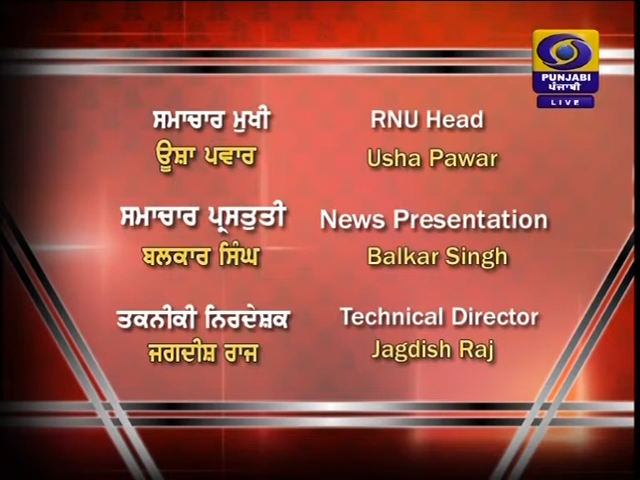 PUNJABI
ਪੰਜਾਬੀ
LIVE
ਸਮਾਚਾਰ ਮੁਖੀ RNU Head
ਊਸ਼ਾ ਪਵਾਰ Usha Pawar
ਸਮਾਚਾਰ ਪ੍ਰਸਤੁਤੀ News Presentation
ਬਲਕਾਰ ਸਿੰਘ Balkar Singh
ਤਕਨੀਕੀ ਨਿਰਦੇਸ਼ਕ Technical Director
ਜਗਦੀਸ਼ ਰਾਜ Jagdish Raj